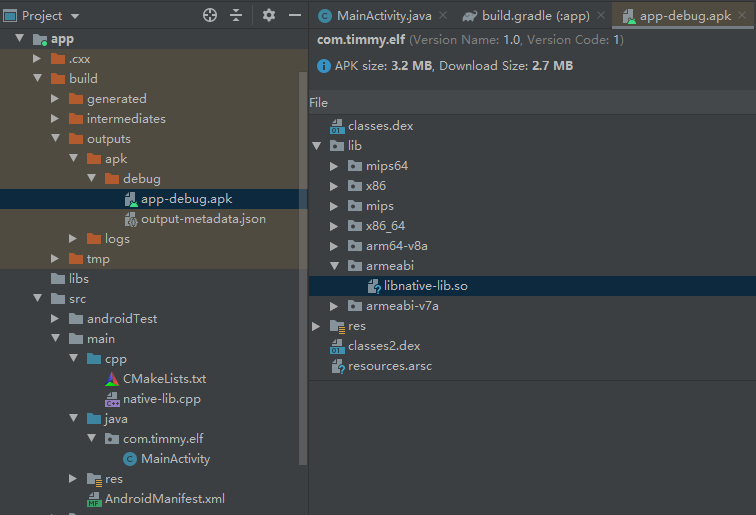 Project
app
.cxx
build
generated
intermediates
outputs
apk
debug
app-debug.apk
output-metadata.json
logs
tmp
libs
src
androidTest
main
cpp
CMakeLists.txt
native-lib.cpp
java
com.timmy.elf
MainActivity
res
AndroidManifest.xml
MainActivity.java
build.gradle (:app)
app-debug.apk
com.timmy.elf (Version Name: 1.0, Version Code: 1)
APK size: 3.2 MB, Download Size: 2.7 MB
File
classes.dex
lib
mips64
x86
mips
x86_64
arm64-v8a
armeabi
libnative-lib.so
armeabi-v7a
res
classes2.dex
resources.arsc